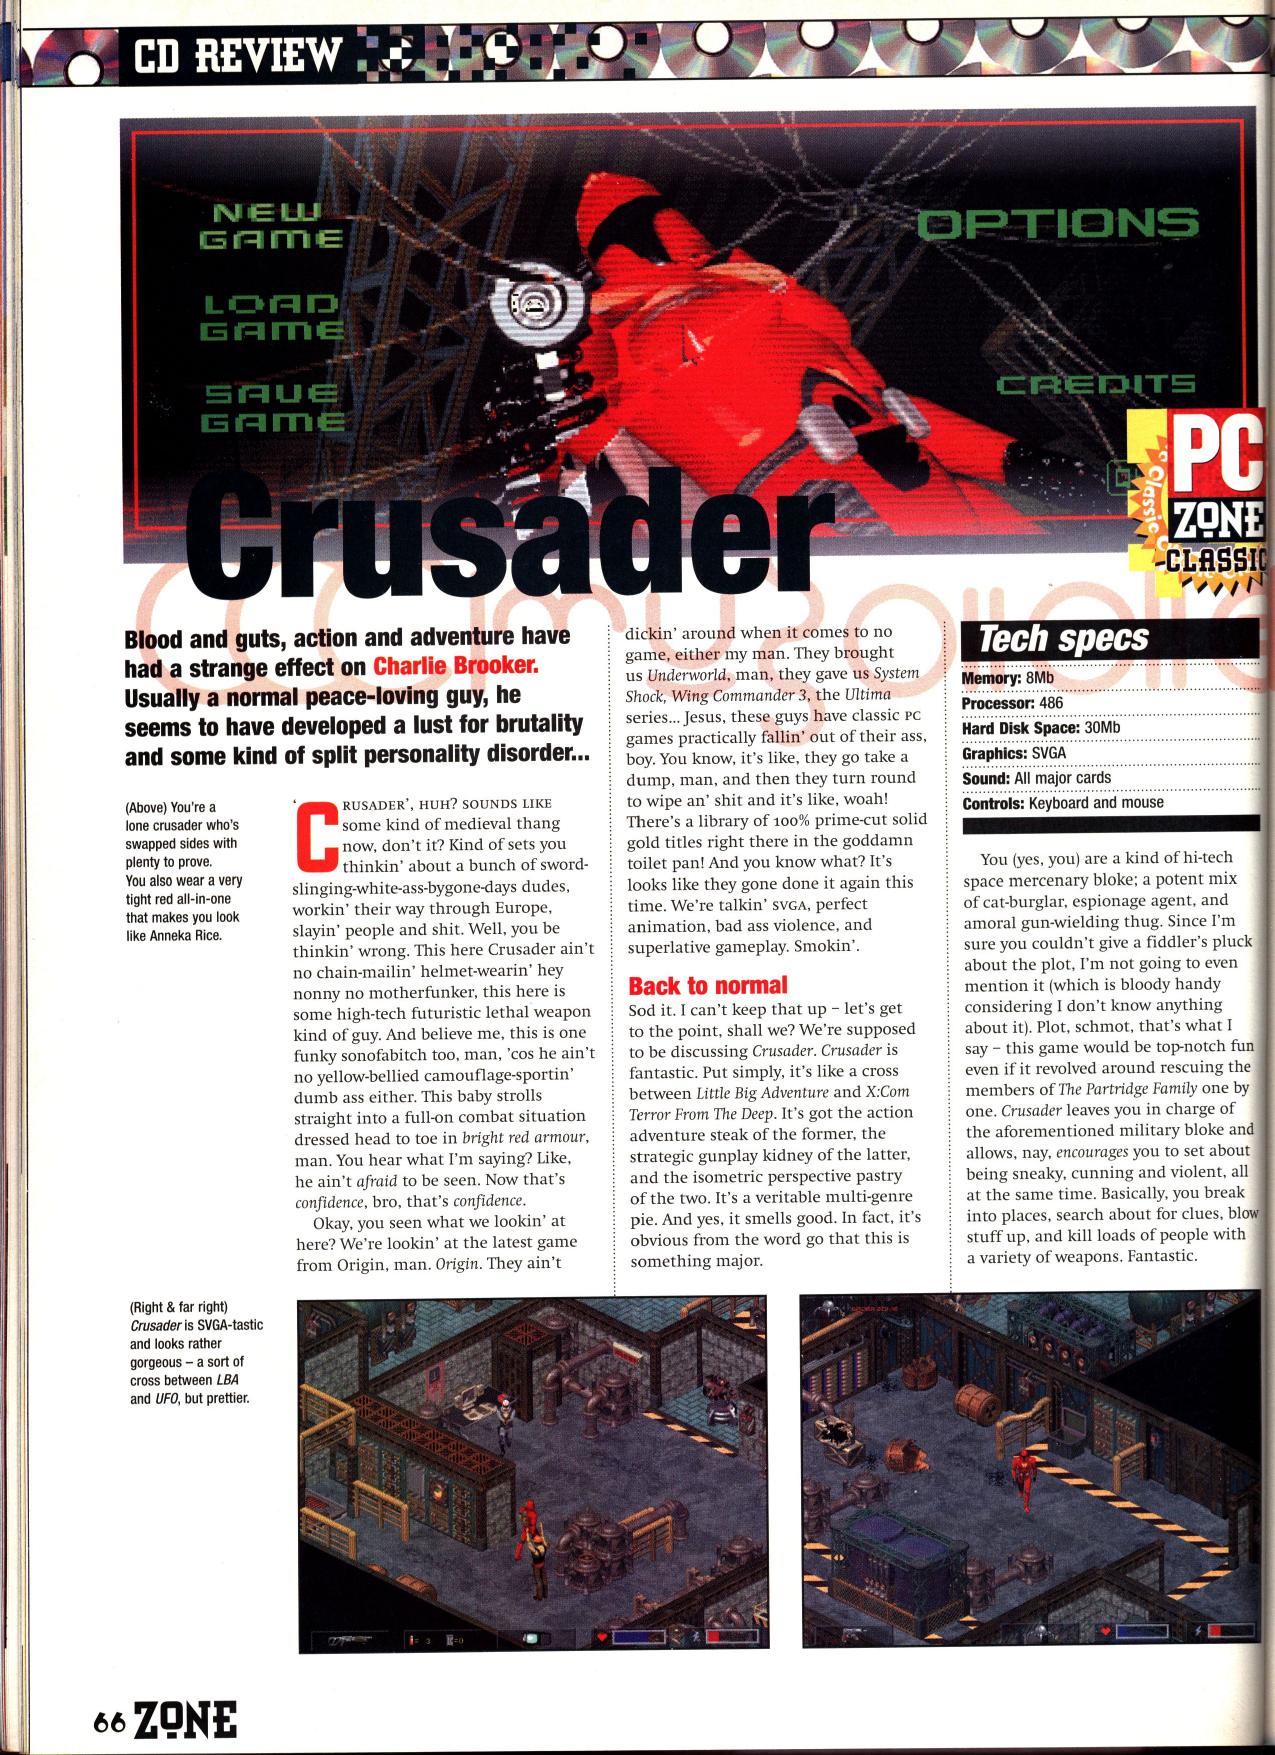 CD REVIEW
NEW
GAME
LOAD
GAME
SAVE
GAME
OPTIONS
CREDITS
PC
ZONE
CLASSIC
Classic
Crusader
Blood and guts, action and adventure have
had a strange effect on Charlie Brooker.
Usually a normal peace-loving guy, he
seems to have developed a lust for brutality
and some kind of split personality disorder...
(Above) You're a
lone crusader who's
swapped sides with
plenty to prove.
You also wear a very
tight red all-in-one
that makes you look
like Anneka Rice.
'CRUSADER', HUH? SOUNDS LIKE
some kind of medieval thang
now, don't it? Kind of sets you
thinkin' about a bunch of sword-
slinging-white-ass-bygone-days dudes,
workin' their way through Europe,
slayin' people and shit. Well, you be
thinkin' wrong. This here Crusader ain't
no chain-mailin' helmet-wearin' hey
nonny no motherfunker, this here is
some high-tech futuristic lethal weapon
kind of guy. And believe me, this is one
funky sonofabitch too, man, 'cos he ain't
no yellow-bellied camouflage-sportin'
dumb ass either. This baby strolls
straight into a full-on combat situation
dressed head to toe in bright red armour,
man. You hear what I'm saying? Like,
he ain't afraid to be seen. Now that's
confidence, bro, that's confidence.
Okay, you seen what we lookin' at
here? We're lookin' at the latest game
from Origin, man. Origin. They ain't
dickin' around when it comes to no
game, either my man. They brought
us Underworld, man, they gave us System
Shock, Wing Commander 3, the Ultima
series... Jesus, these guys have classic PC
games practically fallin' out of their ass,
boy. You know, it's like, they go take a
dump, man, and then they turn round
to wipe an' shit and it's like, woah!
There's a library of 100% prime-cut solid
gold titles right there in the goddamn
toilet pan! And you know what? It's
looks like they gone done it again this
time. We're talkin' SVGA, perfect
animation, bad ass violence, and
superlative gameplay. Smokin'.
Back to normal
Sod it. I can't keep that up – let's get
to the point, shall we? We're supposed
to be discussing Crusader. Crusader is
fantastic. Put simply, it's like a cross
between Little Big Adventure and X:Com
Terror From The Deep. It's got the action
adventure steak of the former, the
strategic gunplay kidney of the latter,
and the isometric perspective pastry
of the two. It's a veritable multi-genre
pie. And yes, it smells good. In fact, it's
obvious from the word go that this is
something major.
Tech specs
Memory: 8Mb
Processor: 486
Hard Disk Space: 30Mb
Graphics: SVGA
Sound: All major cards
Controls: Keyboard and mouse
You (yes, you) are a kind of hi-tech
space mercenary bloke; a potent mix
of cat-burglar, espionage agent, and
amoral gun-wielding thug. Since I'm
sure you couldn't give a fiddler's pluck
about the plot, I'm not going to even
mention it (which is bloody handy
considering I don't know anything
about it). Plot, schmot, that's what I
say – this game would be top-notch fun
even if it revolved around rescuing the
members of The Partridge Family one by
one. Crusader leaves you in charge of
the aforementioned military bloke and
allows, nay, encourages you to set about
being sneaky, cunning and violent, all
at the same time. Basically, you break
into places, search about for clues, blow
stuff up, and kill loads of people with
a variety of weapons. Fantastic.
(Right & far right)
Crusader is SVGA-tastic
and looks rather
gorgeous – a sort of
cross between LBA
and UFO, but prettier.
66 ZONE